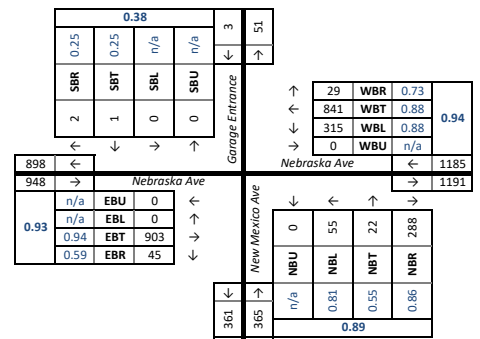 0.38
3
51
0.25 0.25 n/a n/a
↓ ↑
SBR SBT SBL SBU
2 1 0 0
← ↓ → ↑
Garage Entrance
↑ 29 WBR 0.73
← 841 WBT 0.88
↓ 315 WBL 0.88
→ 0 WBU n/a
0.94
Nebraska Ave
898 ←
← 1185
948 →
→ 1191
Nebraska Ave
n/a EBU 0 ←
n/a EBL 0 ↑
0.94 EBT 903 →
0.59 EBR 45 ↓
0.93
New Mexico Ave
↓ ← ↑ →
0 55 22 288
NBU NBL NBT NBR
n/a 0.81 0.55 0.86
↓ ↑
361 365
0.89